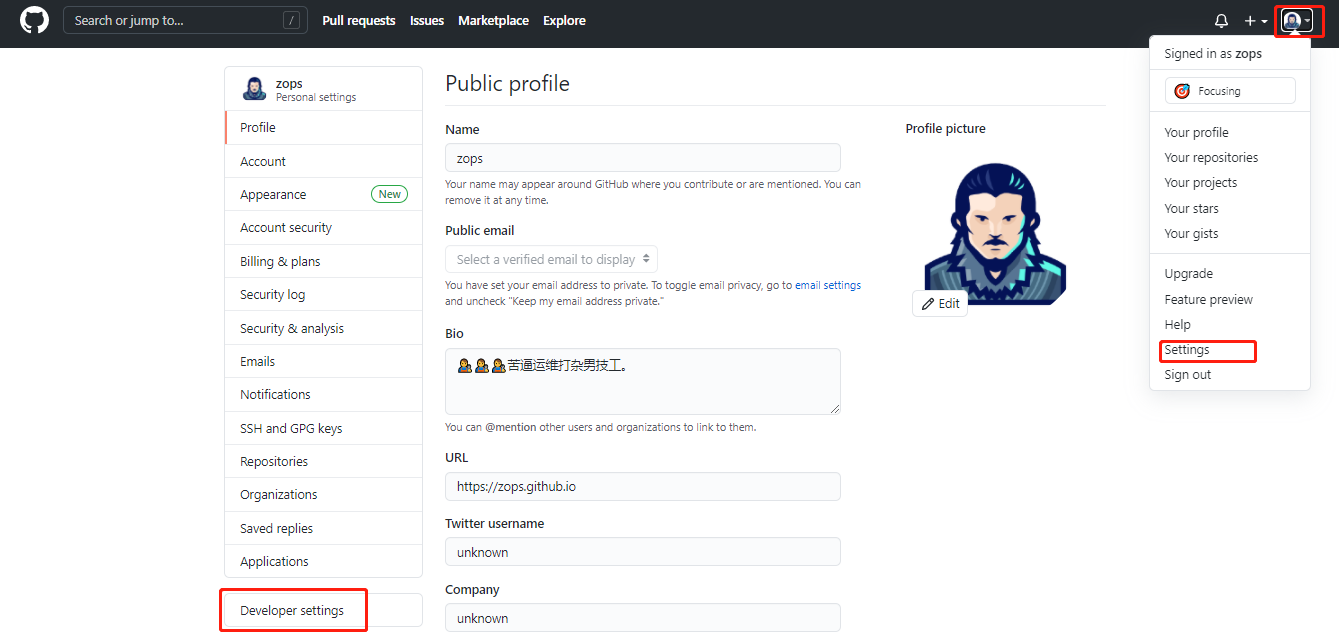 Search or jump to... / Pull requests Issues Marketplace Explore
zops
Personal settings
Profile
Account
Appearance New
Account security
Billing & plans
Security log
Security & analysis
Emails
Notifications
SSH and GPG keys
Repositories
Organizations
Saved replies
Applications
Developer settings
Public profile
Name
zops
Your name may appear around GitHub where you contribute or are mentioned. You can
remove it at any time.
Public email
Select a verified email to display
You have set your email address to private. To toggle email privacy, go to email settings
and uncheck "Keep my email address private."
Bio
苦逼运维打杂男技工。
You can @mention other users and organizations to link to them.
URL
https://zops.github.io
Twitter username
unknown
Company
unknown
Profile picture
Edit
Signed in as zops
Focusing
Your profile
Your repositories
Your projects
Your stars
Your gists
Upgrade
Feature preview
Help
Settings
Sign out